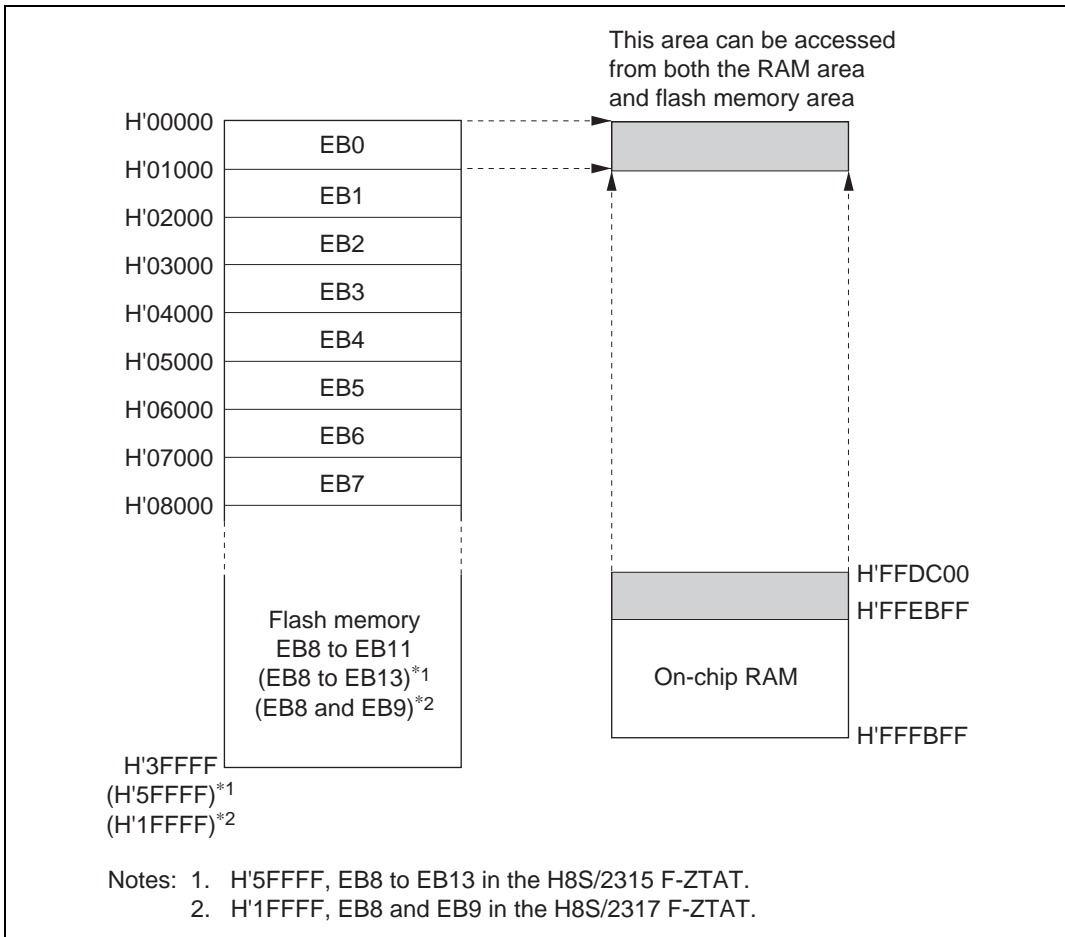 This area can be accessed
from both the RAM area
and flash memory area
H'00000
EB0
H'01000
EB1
H'02000
EB2
H'03000
EB3
H'04000
EB4
H'05000
EB5
H'06000
EB6
H'07000
EB7
H'08000
H'FFDC00
H'FFEBFF
Flash memory
EB8 to EB11
(EB8 to EB13)*1
(EB8 and EB9)*2
On-chip RAM
H'FFFBFF
H'3FFFF
(H'5FFFF)*1
(H'1FFFF)*2
Notes: 1. H'5FFFF, EB8 to EB13 in the H8S/2315 F-ZTAT.
2. H'1FFFF, EB8 and EB9 in the H8S/2317 F-ZTAT.